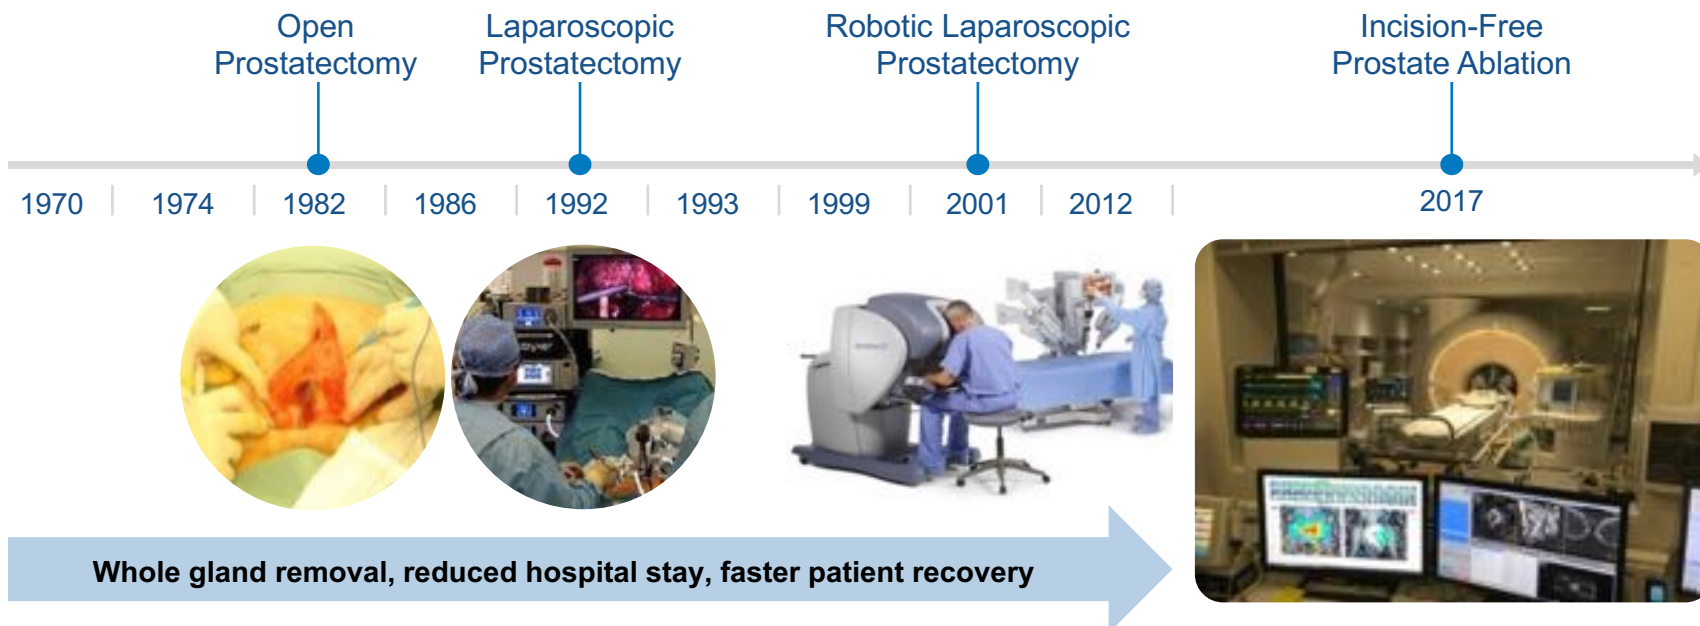 Open
Prostatectomy
Laparoscopic
Prostatectomy
Robotic Laparoscopic
Prostatectomy
Incision-Free
Prostate Ablation
1970
1974
1982
1986
1992
1993
1999
2001
2012
2017
Whole gland removal, reduced hospital stay, faster patient recovery